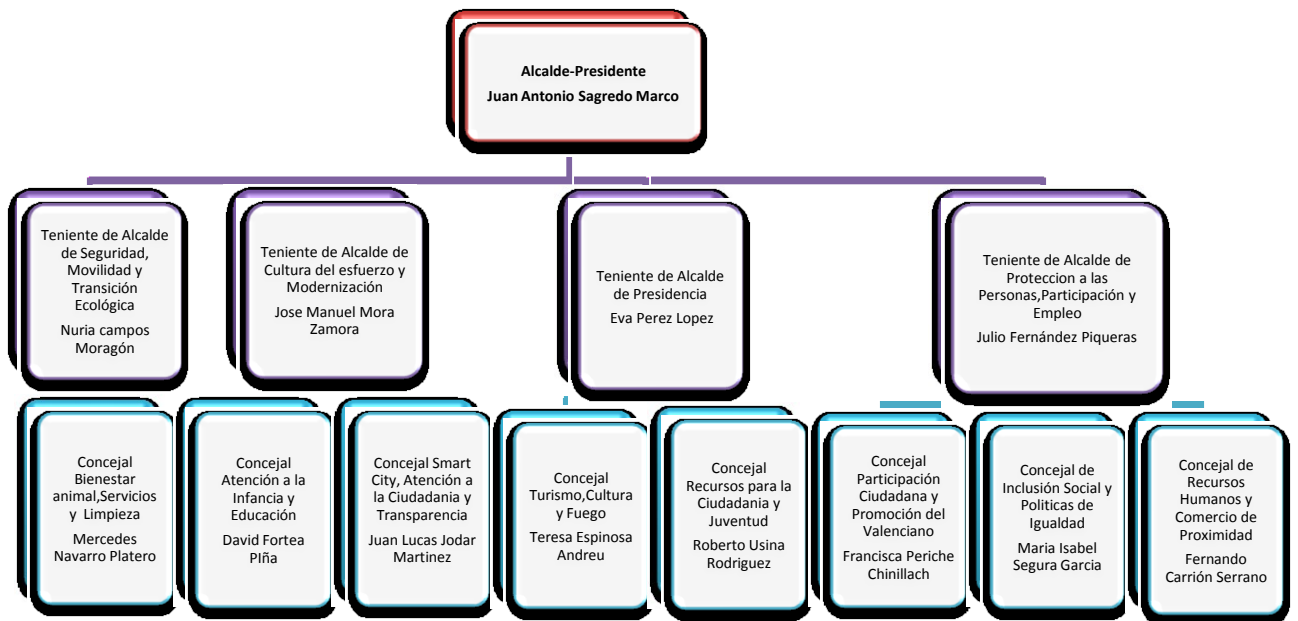 Alcalde-Presidente
Juan Antonio Sagredo Marco
Teniente de Alcalde
de Seguridad,
Movilidad y
Transición
Ecológica
Nuria campos
Moragón
Teniente de Alcalde de
Cultura del esfuerzo y
Modernización
Jose Manuel Mora
Zamora
Teniente de Alcalde
de Presidencia
Eva Perez Lopez
Teniente de Alcalde de
Proteccion a las
Personas,Participación y
Empleo
Julio Fernández Piqueras
Concejal
Bienestar
animal,Servicios
y Limpieza
Mercedes
Navarro Platero
Concejal
Atención a la
Infancia y
Educación
David Fortea
PIña
Concejal Smart
City, Atención a
la Ciudadania y
Transparencia
Juan Lucas Jodar
Martinez
Concejal
Turismo,Cultura
y Fuego
Teresa Espinosa
Andreu
Concejal
Recursos para la
Ciudadania y
Juventud
Roberto Usina
Rodriguez
Concejal
Participación
Ciudadana y
Promoción del
Valenciano
Francisca Periche
Chinillach
Concejal de
Inclusión Social y
Politicas de
Igualdad
Maria Isabel
Segura Garcia
Concejal de
Recursos
Humanos y
Comercio de
Proximidad
Fernando
Carrión Serrano